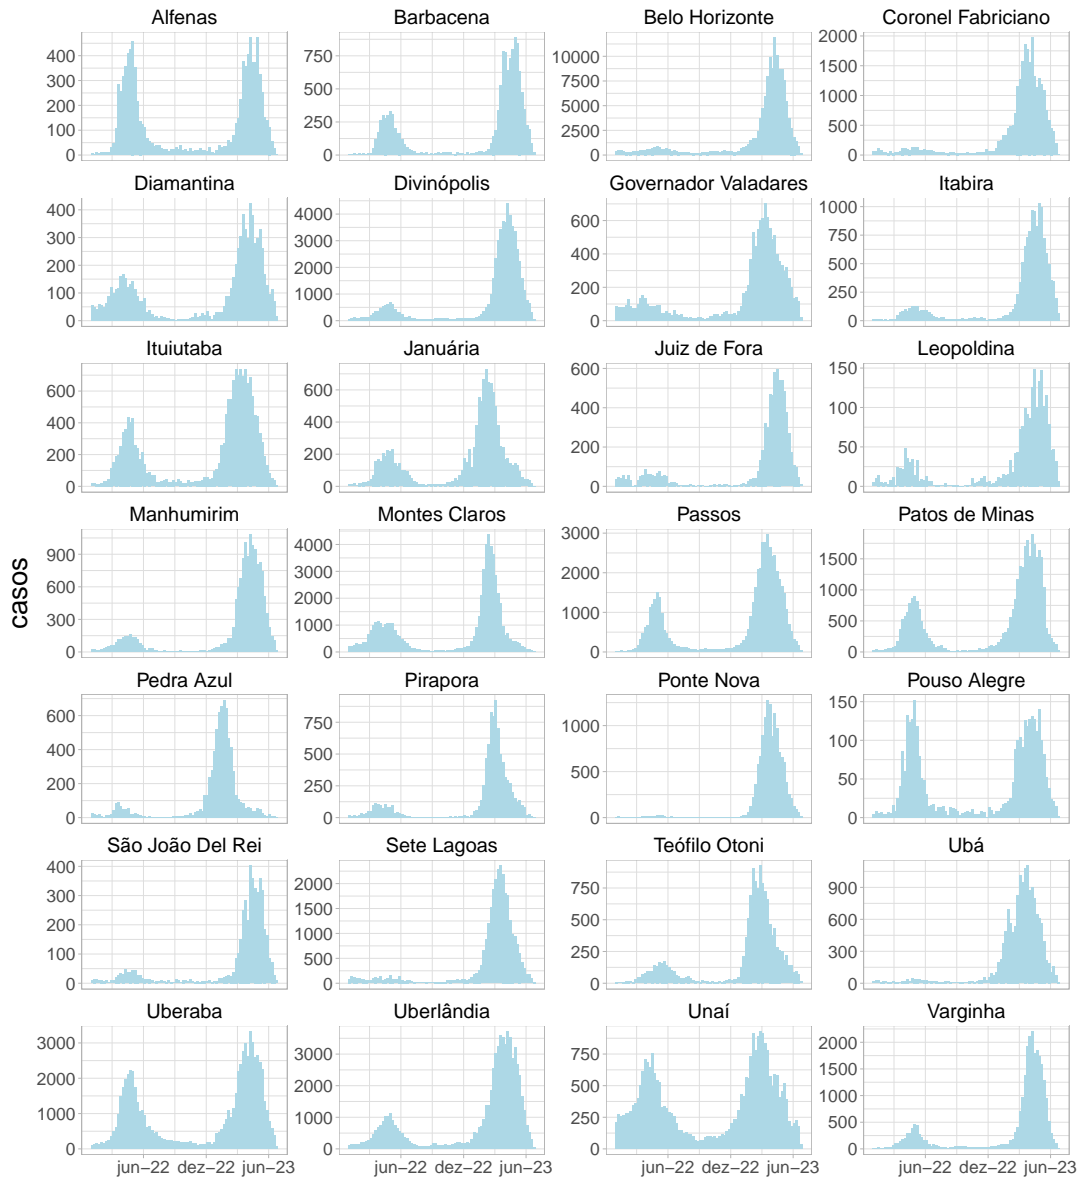 Alfenas Barbacena Belo Horizonte Coronel Fabriciano
400 300 200 100 0
750 500 250 0
10000 7500 5000 2500 0
2000 1500 1000 500 0
Diamantina Divinópolis Governador Valadares Itabira
400 300 200 100 0
4000 3000 2000 1000 0
600 400 200 0
1000 750 500 250 0
Ituiutaba Januária Juiz de Fora Leopoldina
600 400 200 0
600 400 200 0
600 400 200 0
150 100 50 0
Manhumirim Montes Claros Passos Patos de Minas
900 600 300 0
4000 3000 2000 1000 0
3000 2000 1000 0
1500 1000 500 0
Pedra Azul Pirapora Ponte Nova Pouso Alegre
600 400 200 0
750 500 250 0
1000 500 0
150 100 50 0
São João Del Rei Sete Lagoas Teófilo Otoni Ubá
400 300 200 100 0
2000 1500 1000 500 0
750 500 250 0
900 600 300 0
Uberaba Uberlândia Unaí Varginha
3000 2000 1000 0
3000 2000 1000 0
750 500 250 0
2000 1500 1000 500 0
jun−22 dez−22 jun−23 jun−22 dez−22 jun−23 jun−22 dez−22 jun−23 jun−22 dez−22 jun−23
casos